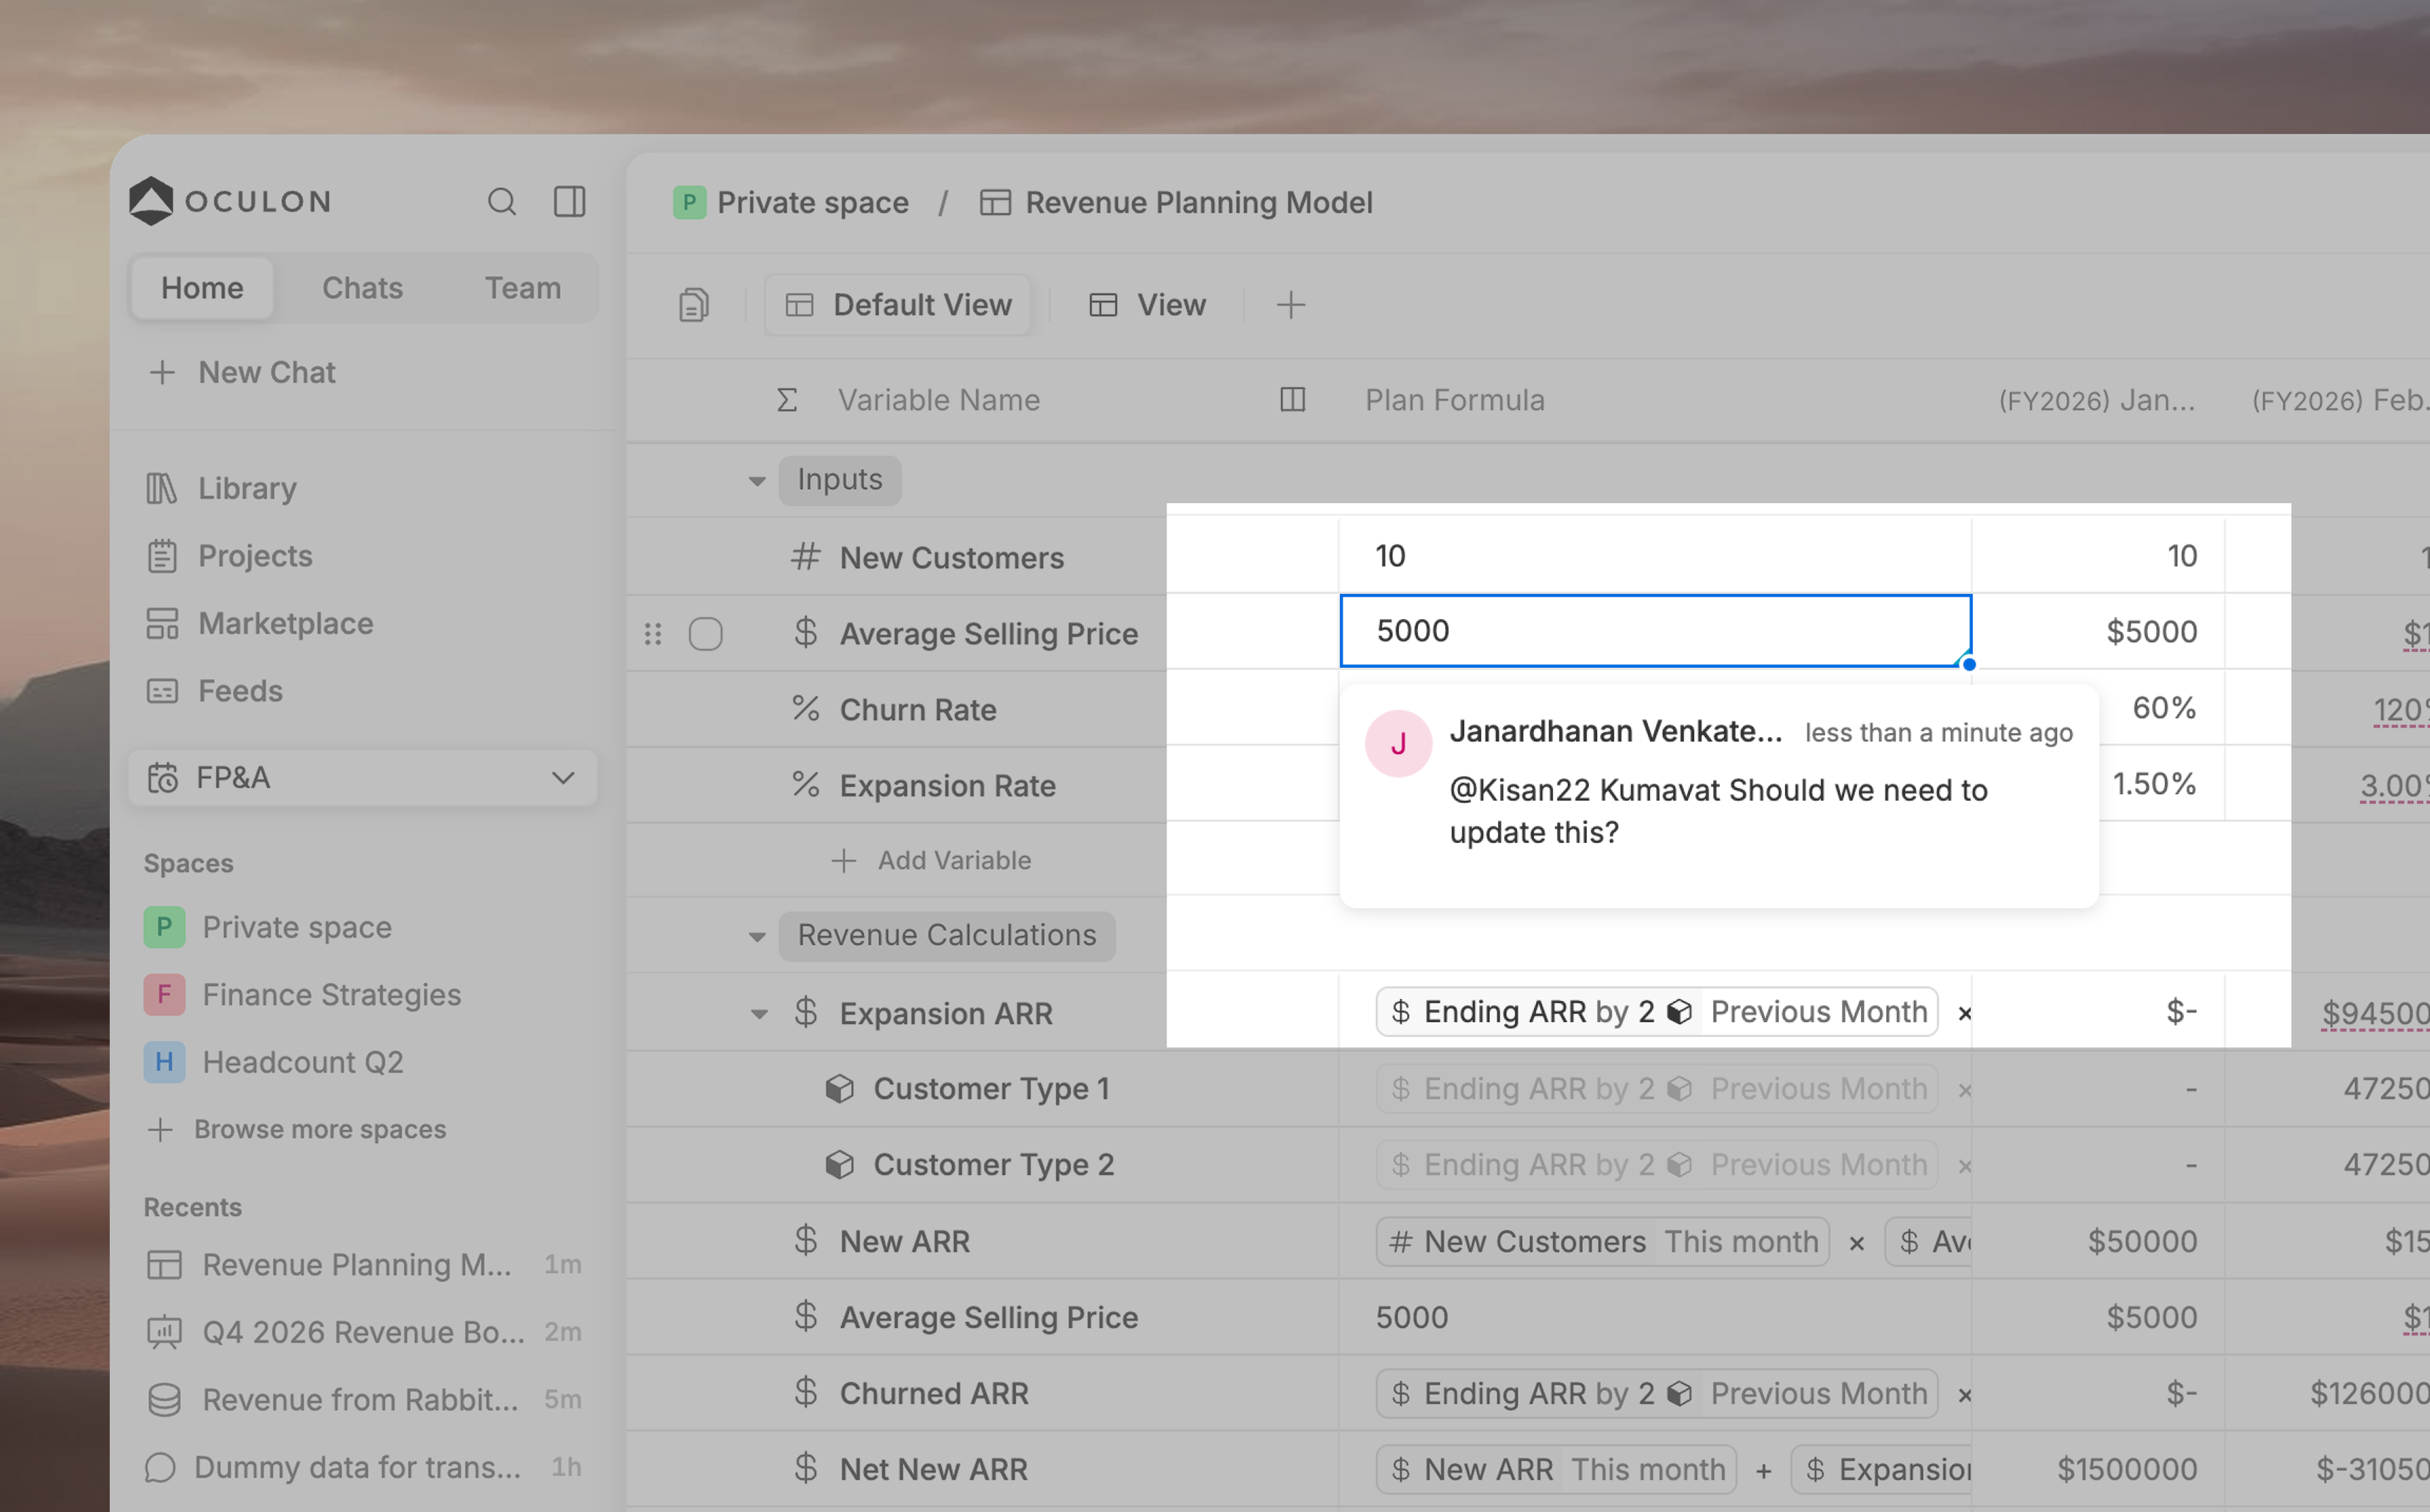 OCULON
Home Chats Team
New Chat
Library
Projects
Marketplace
Feeds
FP&A
Spaces
P Private space
F Finance Strategies
H Headcount Q2
Browse more spaces
Recents
Revenue Planning M... 1m
Q4 2026 Revenue Bo... 2m
Revenue from Rabbit... 5m
Dummy data for trans... 1h
P Private space / Revenue Planning Model
Default View View
Σ Variable Name Plan Formula (FY2026) Jan... (FY2026) Feb.
Inputs
# New Customers 10 10
$ Average Selling Price 5000 $5000
% Churn Rate 60% 120%
% Expansion Rate 1.50% 3.00%
J Janardhanan Venkate... less than a minute ago
@Kisan22 Kumavat Should we need to
update this?
+ Add Variable
Revenue Calculations
$ Expansion ARR $ Ending ARR by 2 Previous Month × $- $94500
Customer Type 1 $ Ending ARR by 2 Previous Month × - 47250
Customer Type 2 $ Ending ARR by 2 Previous Month × - 47250
$ New ARR # New Customers This month × $ $50000 $15
$ Average Selling Price 5000 $5000
$ Churned ARR $ Ending ARR by 2 Previous Month × $- $126000
$ Net New ARR $ New ARR This month + $ Expansion $1500000 $-31050